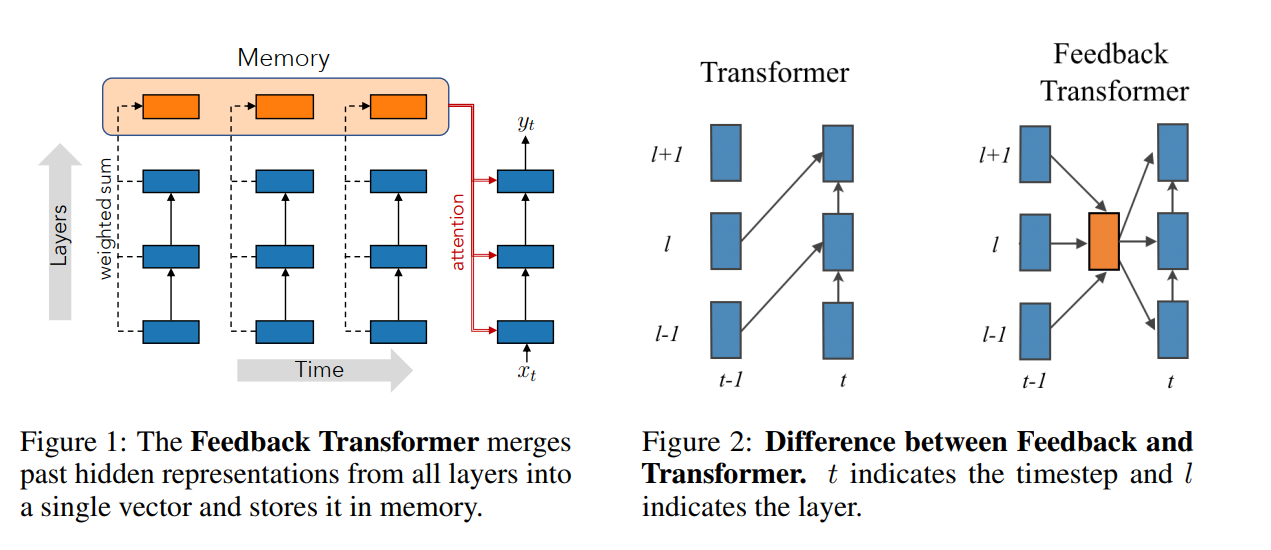 Memory
Layers
weighted sum
attention
y_t
x_t
Time
Figure 1: The Feedback Transformer merges
past hidden representations from all layers into
a single vector and stores it in memory.
Transformer
l+1
l
l-1
t-1
t
Feedback
Transformer
l+1
l
l-1
t-1
t
Figure 2: Difference between Feedback and
Transformer. t indicates the timestep and l
indicates the layer.